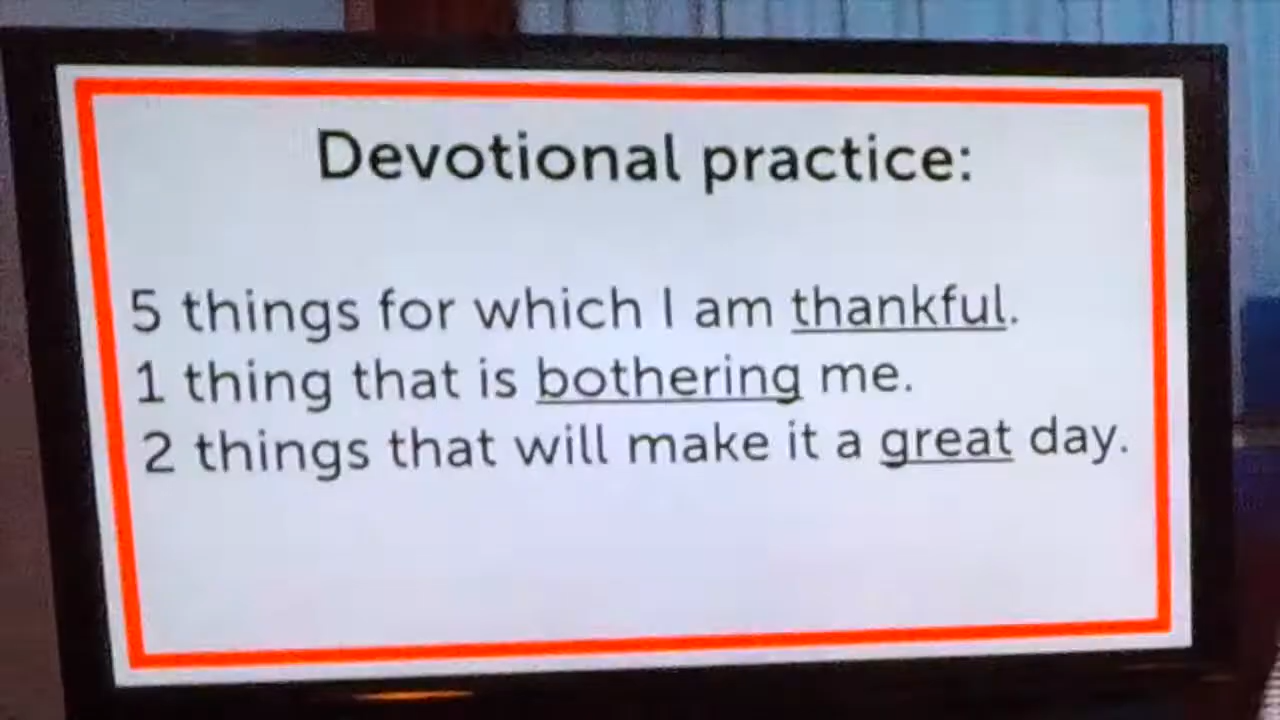 Devotional practice:
5 things for which I am thankful.
1 thing that is bothering me.
2 things that will make it a great day.